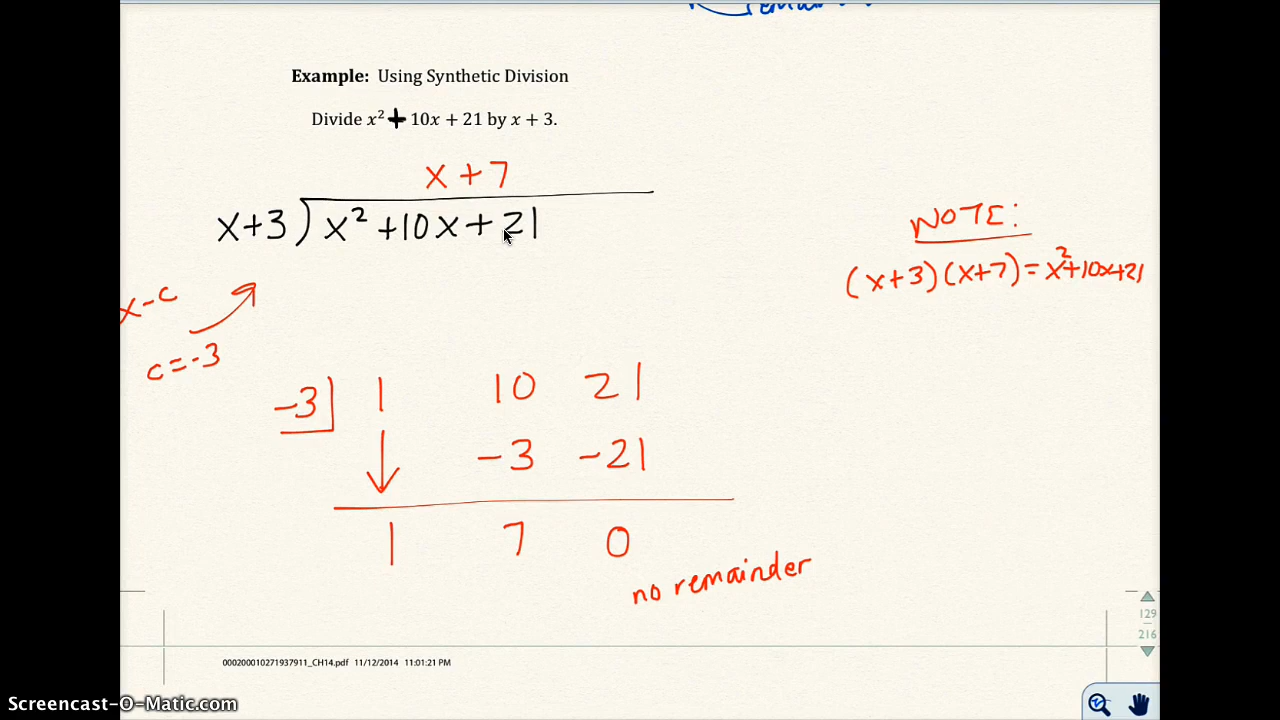 Example: Using Synthetic Division
Divide x² + 10x + 21 by x + 3.
x + 7
x+3 ) x² +10x + 21
NOTE:
(x+3)(x+7)=x²+10x+21
x-c
c=-3
-3 1 10 21
-3 -21
1 7 0
no remainder
129
216
000200010271937911_CH14.pdf 11/12/2014 11:01:21 PM
Screencast-O-Matic.com